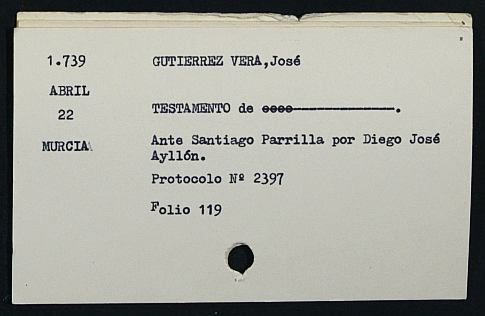 1.739
GUTIERREZ VERA,José
ABRIL
22
TESTAMENTO de oooo---------------.
MURCIA
Ante Santiago Parrilla por Diego José
Ayllón.
Protocolo Nº 2397
Folio 119